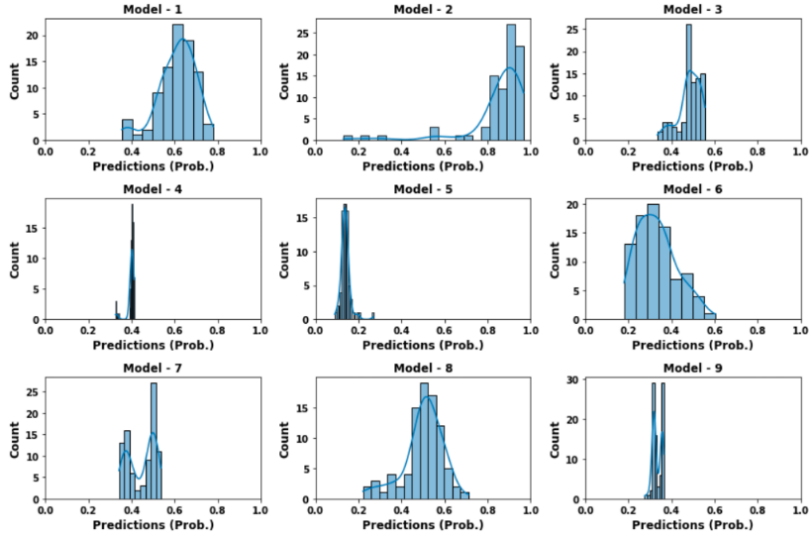 Model - 1
Count
20
15
10
5
0
0.0 0.2 0.4 0.6 0.8 1.0
Predictions (Prob.)
Model - 2
Count
25
20
15
10
5
0
0.0 0.2 0.4 0.6 0.8 1.0
Predictions (Prob.)
Model - 3
Count
25
20
15
10
5
0
0.0 0.2 0.4 0.6 0.8 1.0
Predictions (Prob.)
Model - 4
Count
15
10
5
0
0.0 0.2 0.4 0.6 0.8 1.0
Predictions (Prob.)
Model - 5
Count
15
10
5
0
0.0 0.2 0.4 0.6 0.8 1.0
Predictions (Prob.)
Model - 6
Count
20
15
10
5
0
0.0 0.2 0.4 0.6 0.8 1.0
Predictions (Prob.)
Model - 7
Count
25
20
15
10
5
0
0.0 0.2 0.4 0.6 0.8 1.0
Predictions (Prob.)
Model - 8
Count
15
10
5
0
0.0 0.2 0.4 0.6 0.8 1.0
Predictions (Prob.)
Model - 9
Count
30
20
10
0
0.0 0.2 0.4 0.6 0.8 1.0
Predictions (Prob.)